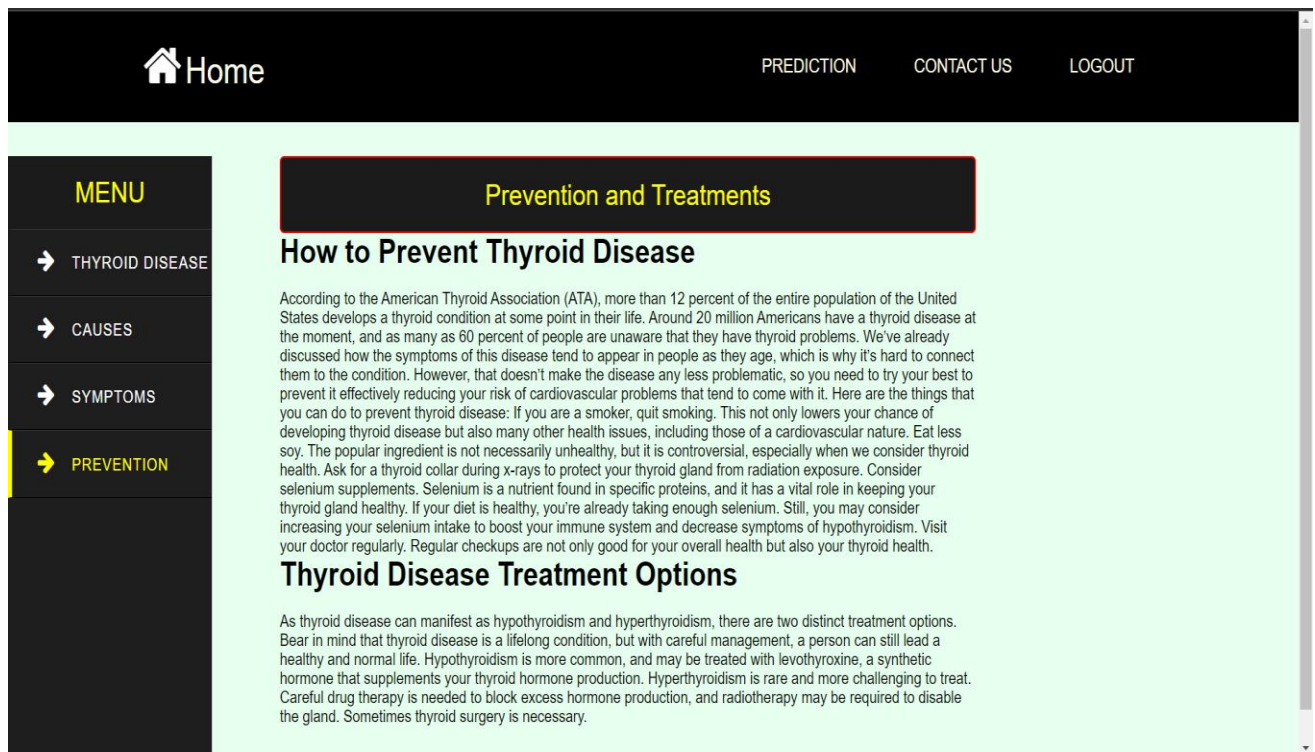 Home
PREDICTION CONTACT US LOGOUT
MENU
THYROID DISEASE
CAUSES
SYMPTOMS
PREVENTION
Prevention and Treatments
How to Prevent Thyroid Disease
According to the American Thyroid Association (ATA), more than 12 percent of the entire population of the United
States develops a thyroid condition at some point in their life. Around 20 million Americans have a thyroid disease at
the moment, and as many as 60 percent of people are unaware that they have thyroid problems. We've already
discussed how the symptoms of this disease tend to appear in people as they age, which is why it's hard to connect
them to the condition. However, that doesn't make the disease any less problematic, so you need to try your best to
prevent it effectively reducing your risk of cardiovascular problems that tend to come with it. Here are the things that
you can do to prevent thyroid disease: If you are a smoker, quit smoking. This not only lowers your chance of
developing thyroid disease but also many other health issues, including those of a cardiovascular nature. Eat less
soy. The popular ingredient is not necessarily unhealthy, but it is controversial, especially when we consider thyroid
health. Ask for a thyroid collar during x-rays to protect your thyroid gland from radiation exposure. Consider
selenium supplements. Selenium is a nutrient found in specific proteins, and it has a vital role in keeping your
thyroid gland healthy. If your diet is healthy, you're already taking enough selenium. Still, you may consider
increasing your selenium intake to boost your immune system and decrease symptoms of hypothyroidism. Visit
your doctor regularly. Regular checkups are not only good for your overall health but also your thyroid health.
Thyroid Disease Treatment Options
As thyroid disease can manifest as hypothyroidism and hyperthyroidism, there are two distinct treatment options.
Bear in mind that thyroid disease is a lifelong condition, but with careful management, a person can still lead a
healthy and normal life. Hypothyroidism is more common, and may be treated with levothyroxine, a synthetic
hormone that supplements your thyroid hormone production. Hyperthyroidism is rare and more challenging to treat.
Careful drug therapy is needed to block excess hormone production, and radiotherapy may be required to disable
the gland. Sometimes thyroid surgery is necessary.